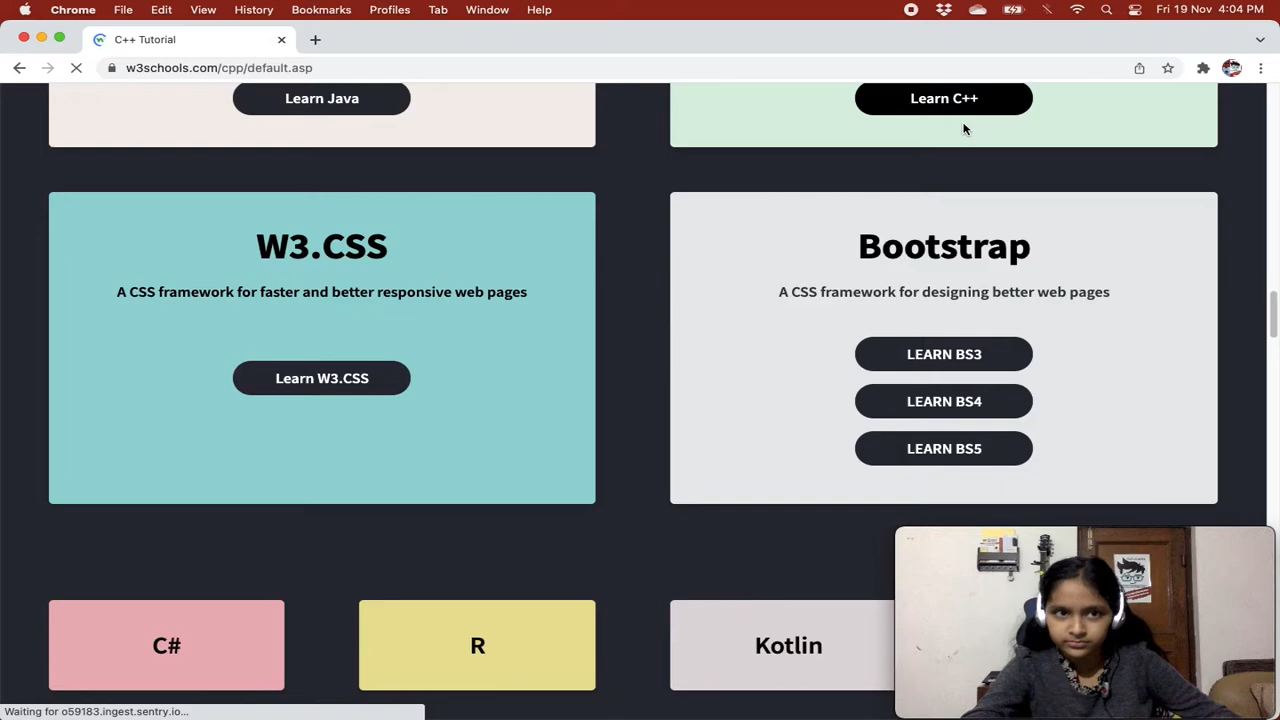 Chrome File Edit View History Bookmarks Profiles Tab Window Help Fri 19 Nov 4:04 PM
C++ Tutorial
w3schools.com/cpp/default.asp
Learn Java
Learn C++
W3.CSS
A CSS framework for faster and better responsive web pages
Learn W3.CSS
Bootstrap
A CSS framework for designing better web pages
LEARN BS3
LEARN BS4
LEARN BS5
C#
R
Kotlin
Waiting for o59183.ingest.sentry.io...